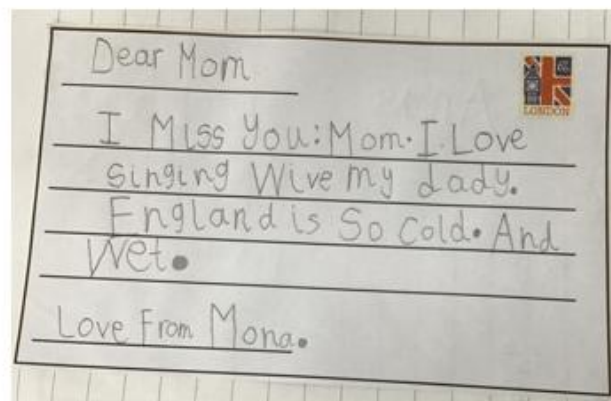 Dear Mom
LONDON
I Miss You: Mom. I Love
singing Wive my dady.
England is So Cold. And
Wet.
Love From Mona.